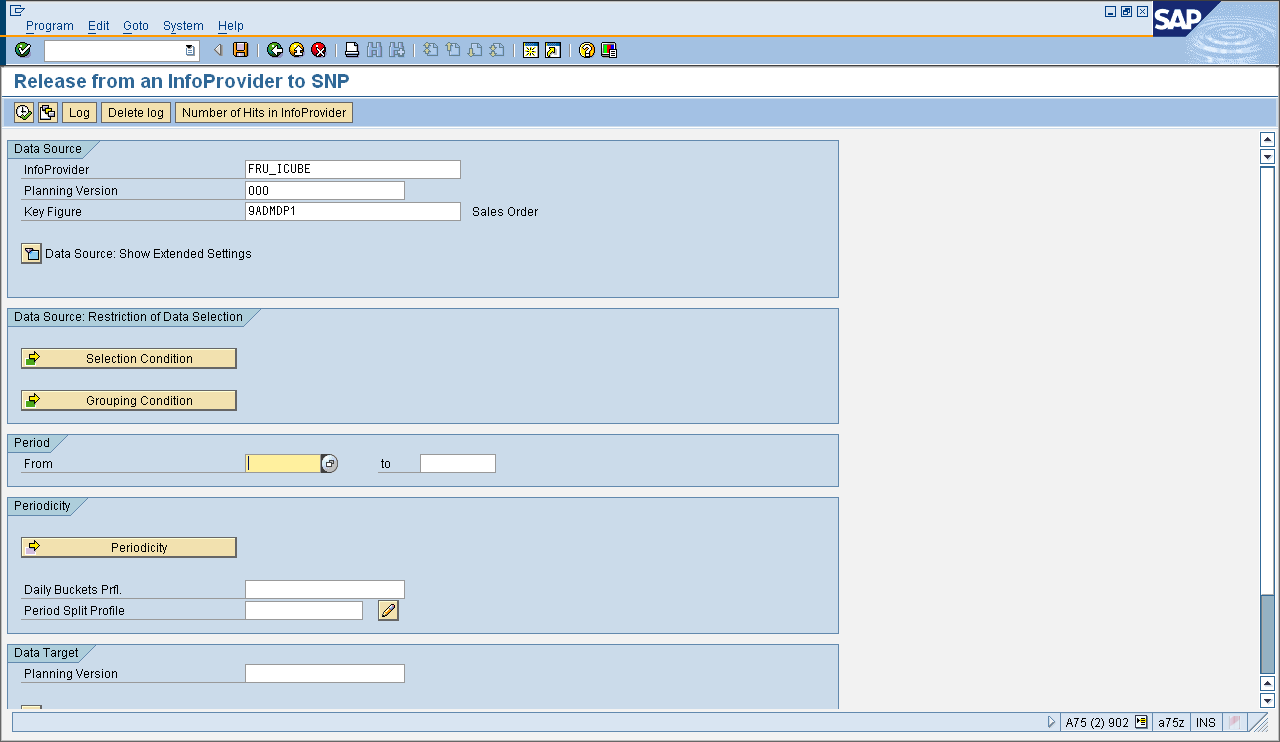 Program Edit Goto System Help
SAP
Release from an InfoProvider to SNP
Log Delete log Number of Hits in InfoProvider
Data Source
InfoProvider FRU_ICUBE
Planning Version 000
Key Figure 9ADMDP1 Sales Order
Data Source: Show Extended Settings
Data Source: Restriction of Data Selection
Selection Condition
Grouping Condition
Period
From to
Periodicity
Periodicity
Daily Buckets Prfl.
Period Split Profile
Data Target
Planning Version
A75 (2) 902 a75z INS